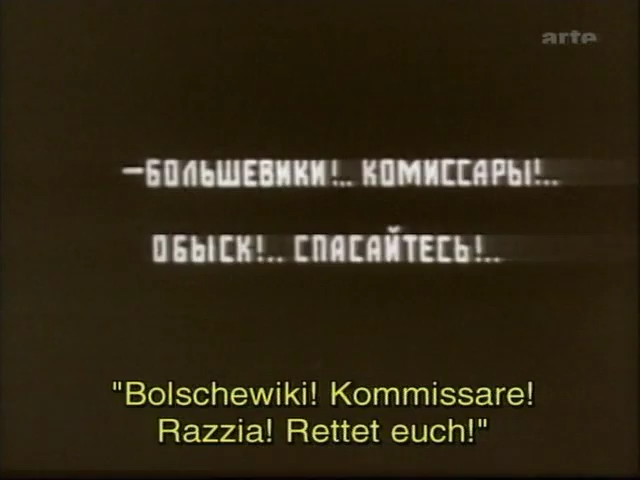 arte
–БОЛЬШЕВИКИ!.. КОМИССАРЫ!..
ОБЫСК!.. СПАСАЙТЕСЬ!..
"Bolschewiki! Kommissare!
Razzia! Rettet euch!"